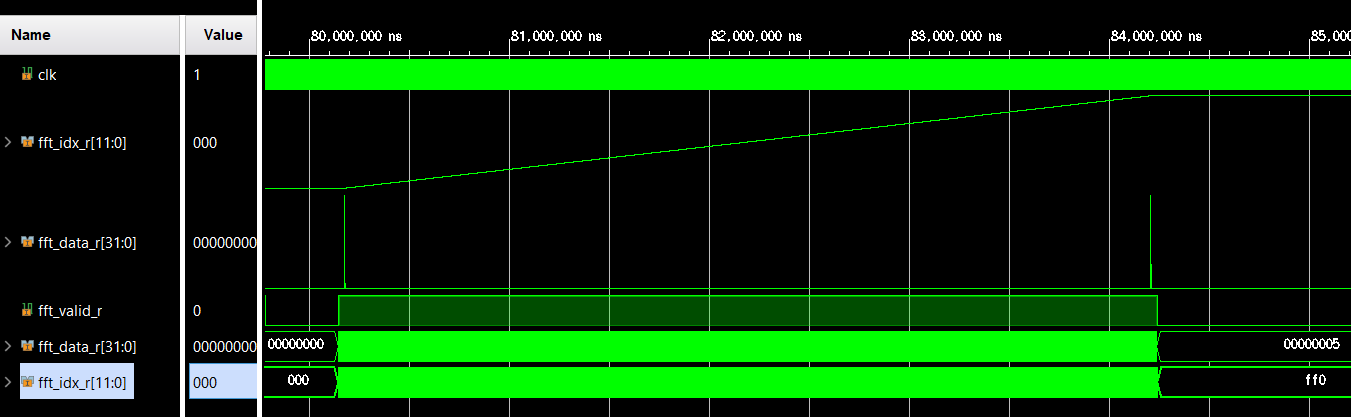 Name Value 80,000,000 ns 81,000,000 ns 82,000,000 ns 83,000,000 ns 84,000,000 ns 85,000,
clk 1
fft_idx_r[11:0] 000
fft_data_r[31:0] 00000000
fft_valid_r 0
fft_data_r[31:0] 00000000 00000000 00000005
fft_idx_r[11:0] 000 000 ff0